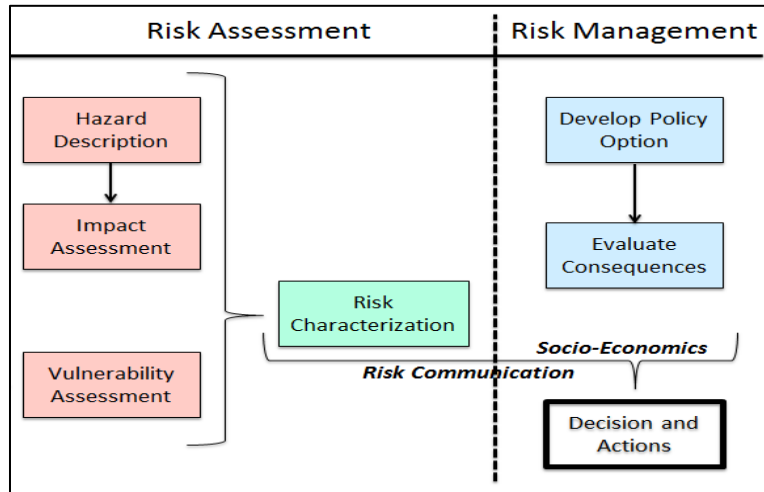 Risk Assessment
Risk Management
Hazard
Description
Impact
Assessment
Vulnerability
Assessment
Risk
Characterization
Develop Policy
Option
Evaluate
Consequences
Socio-Economics
Risk Communication
Decision and
Actions